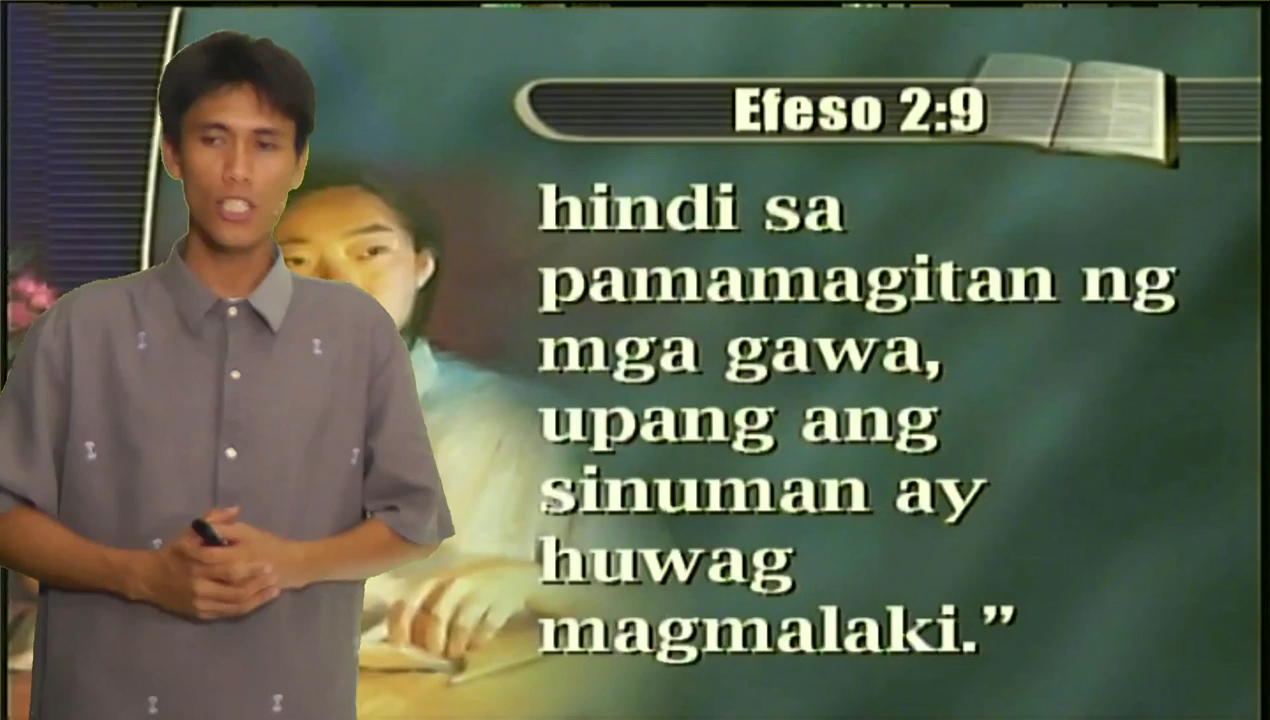 Efeso 2:9
hindi sa
pamamagitan ng
mga gawa,
upang ang
sinuman ay
huwag
magmalaki.”